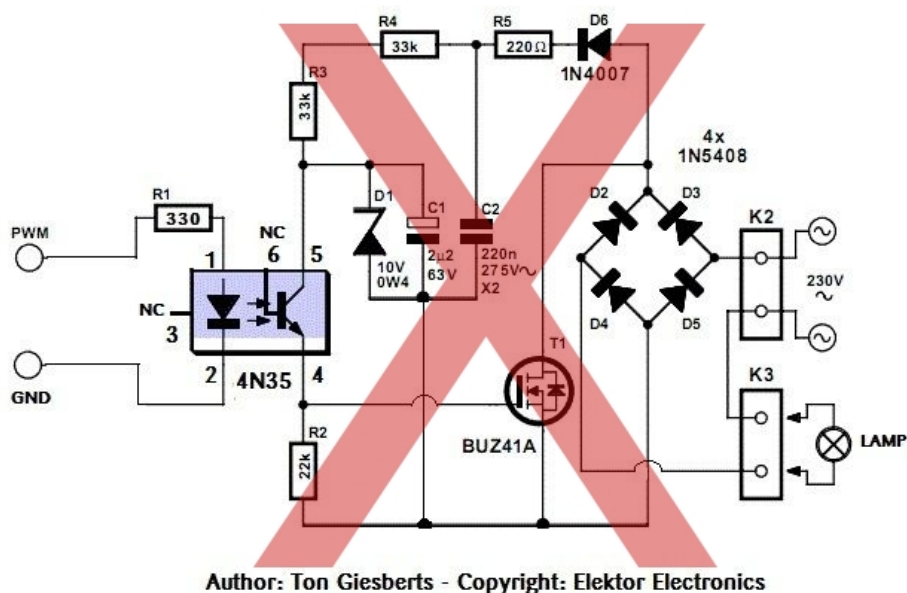 R4
33k
R5
220Ω
D6
1N4007
R3
33k
4x
1N5408
R1
330
PWM
NC
6
5
1
D1
10V
0W4
C1
2µ2
63V
C2
220n
275V~
X2
D2
D3
D4
D5
K2
230V
~
NC
3
2
4
4N35
GND
T1
BUZ41A
K3
LAMP
R2
22k
Author: Ton Giesberts - Copyright: Elektor Electronics